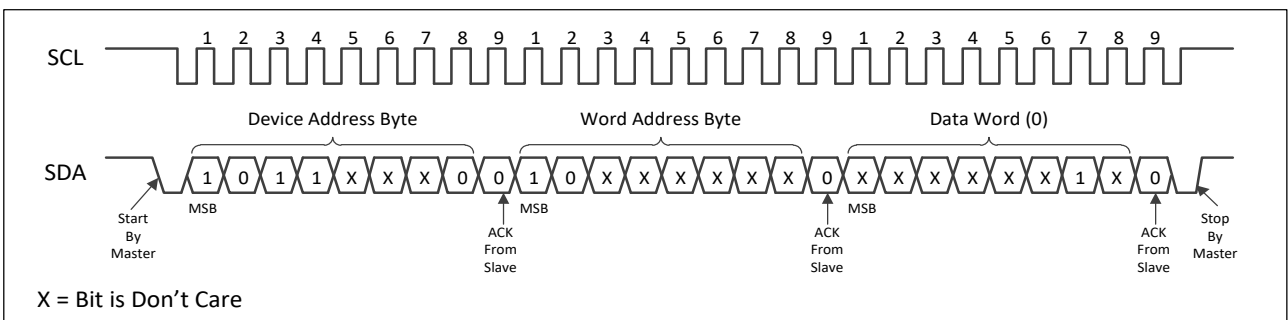 SCL 1 2 3 4 5 6 7 8 9 1 2 3 4 5 6 7 8 9 1 2 3 4 5 6 7 8 9
Device Address Byte Word Address Byte Data Word (0)
SDA 1 0 1 1 X X X 0 0 1 0 X X X X X X 0 X X X X X X 1 X 0
MSB MSB MSB
Start
By
Master
ACK
From
Slave
ACK
From
Slave
ACK
From
Slave
Stop
By
Master
X = Bit is Don't Care